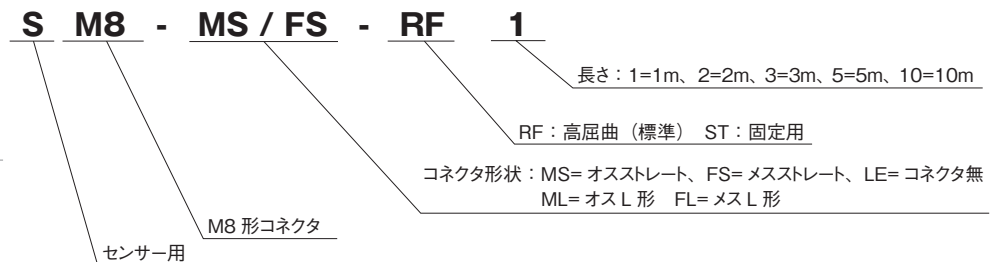 S M8 - MS / FS - RF 1
長さ：1=1m、2=2m、3=3m、5=5m、10=10m
RF：高屈曲（標準） ST：固定用
コネクタ形状：MS= オスストレート、FS= メスストレート、LE= コネクタ無
ML= オス L 形 FL= メス L 形
M8 形コネクタ
センサー用